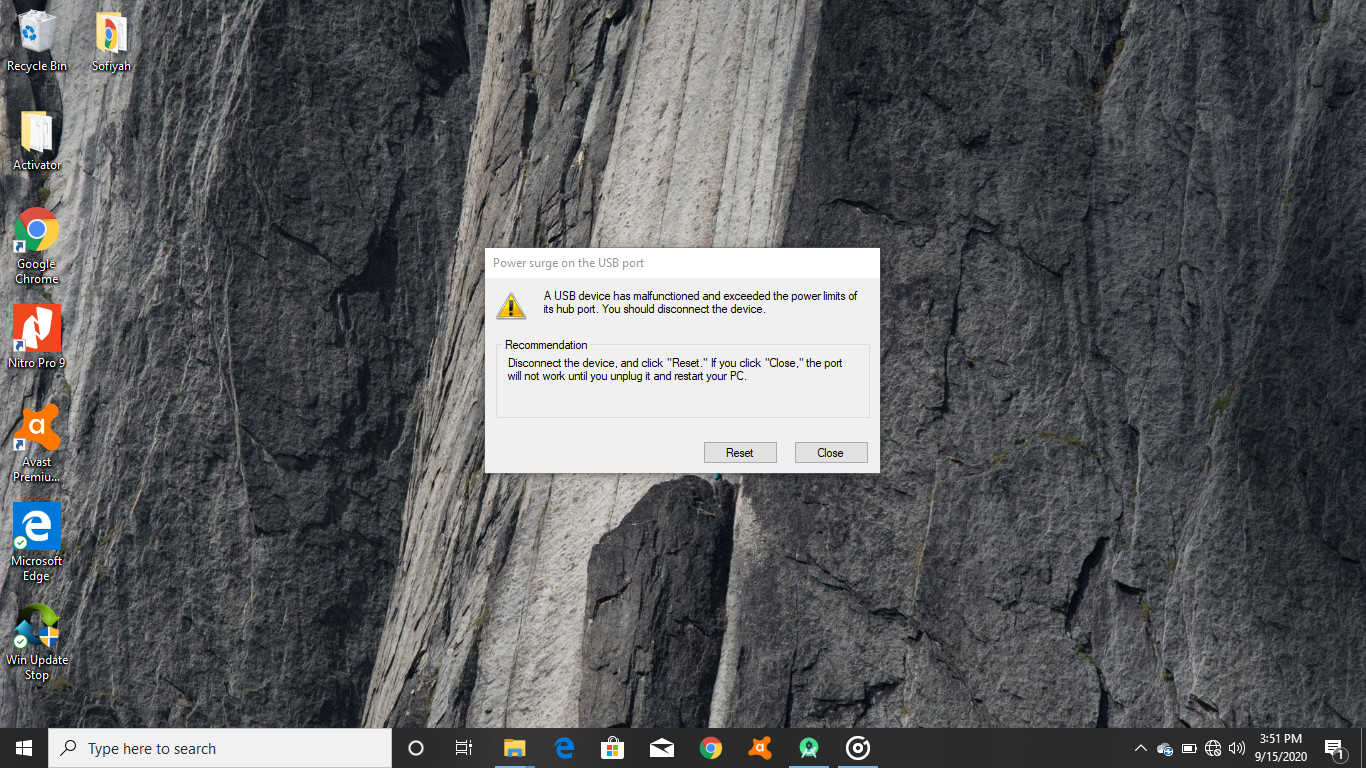 Recycle Bin
Sofiyah
Activator
Google
Chrome
Nitro Pro 9
Avast
Premiu...
Microsoft
Edge
Win Update
Stop
Power surge on the USB port
A USB device has malfunctioned and exceeded the power limits of
its hub port. You should disconnect the device.
Recommendation
Disconnect the device, and click "Reset." If you click "Close," the port
will not work until you unplug it and restart your PC.
Reset
Close
Type here to search
3:51 PM
9/15/2020
1